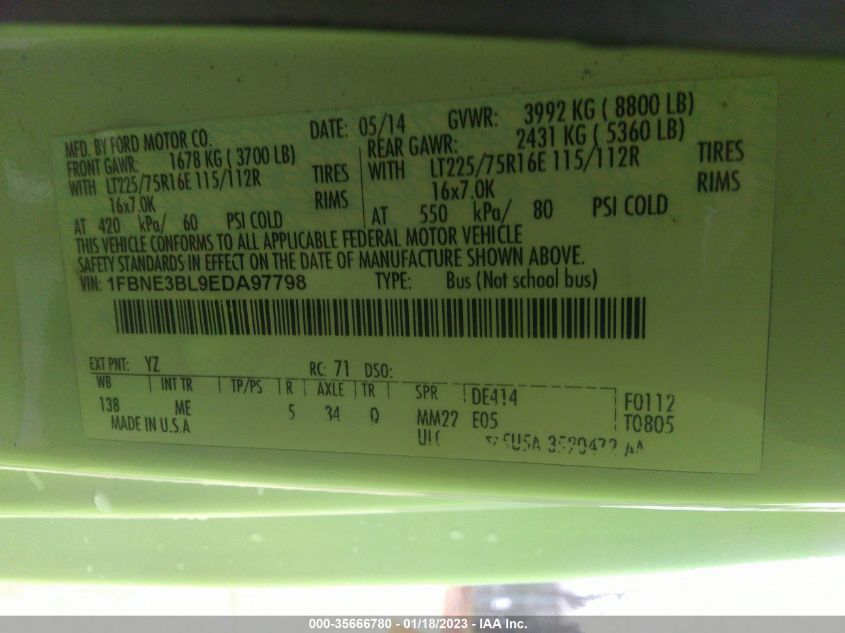 MFD. BY FORD MOTOR CO. DATE: 05/14 GVWR: 3992 KG ( 8800 LB)
FRONT GAWR: 1678 KG ( 3700 LB) REAR GAWR: 2431 KG ( 5360 LB)
WITH LT225/75R16E 115/112R TIRES WITH LT225/75R16E 115/112R TIRES
16x7.0K RIMS 16x7.0K RIMS
AT 420 kPa/ 60 PSI COLD AT 550 kPa/ 80 PSI COLD
THIS VEHICLE CONFORMS TO ALL APPLICABLE FEDERAL MOTOR VEHICLE
SAFETY STANDARDS IN EFFECT ON THE DATE OF MANUFACTURE SHOWN ABOVE.
VIN: 1FBNE3BL9EDA97798 TYPE: Bus (Not school bus)
EXT PNT: YZ RC: 71 DSO:
WB INT TR TP/PS R AXLE TR SPR DE414 F0112
138 ME 5 34 Q MM22 E05 T0805
MADE IN U.S.A
000-35666780 - 01/18/2023 - IAA Inc.